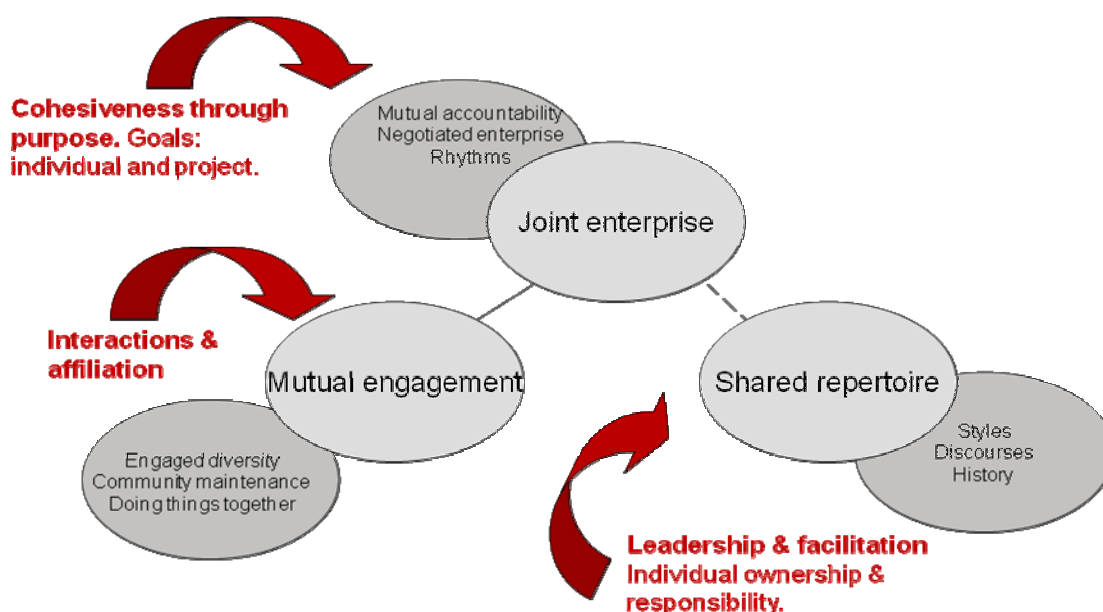 Cohesiveness through
purpose. Goals:
individual and project.
Mutual accountability
Negotiated enterprise
Rhythms
Joint enterprise
Interactions &
affiliation
Mutual engagement
Engaged diversity
Community maintenance
Doing things together
Shared repertoire
Styles
Discourses
History
Leadership & facilitation
Individual ownership &
responsibility.